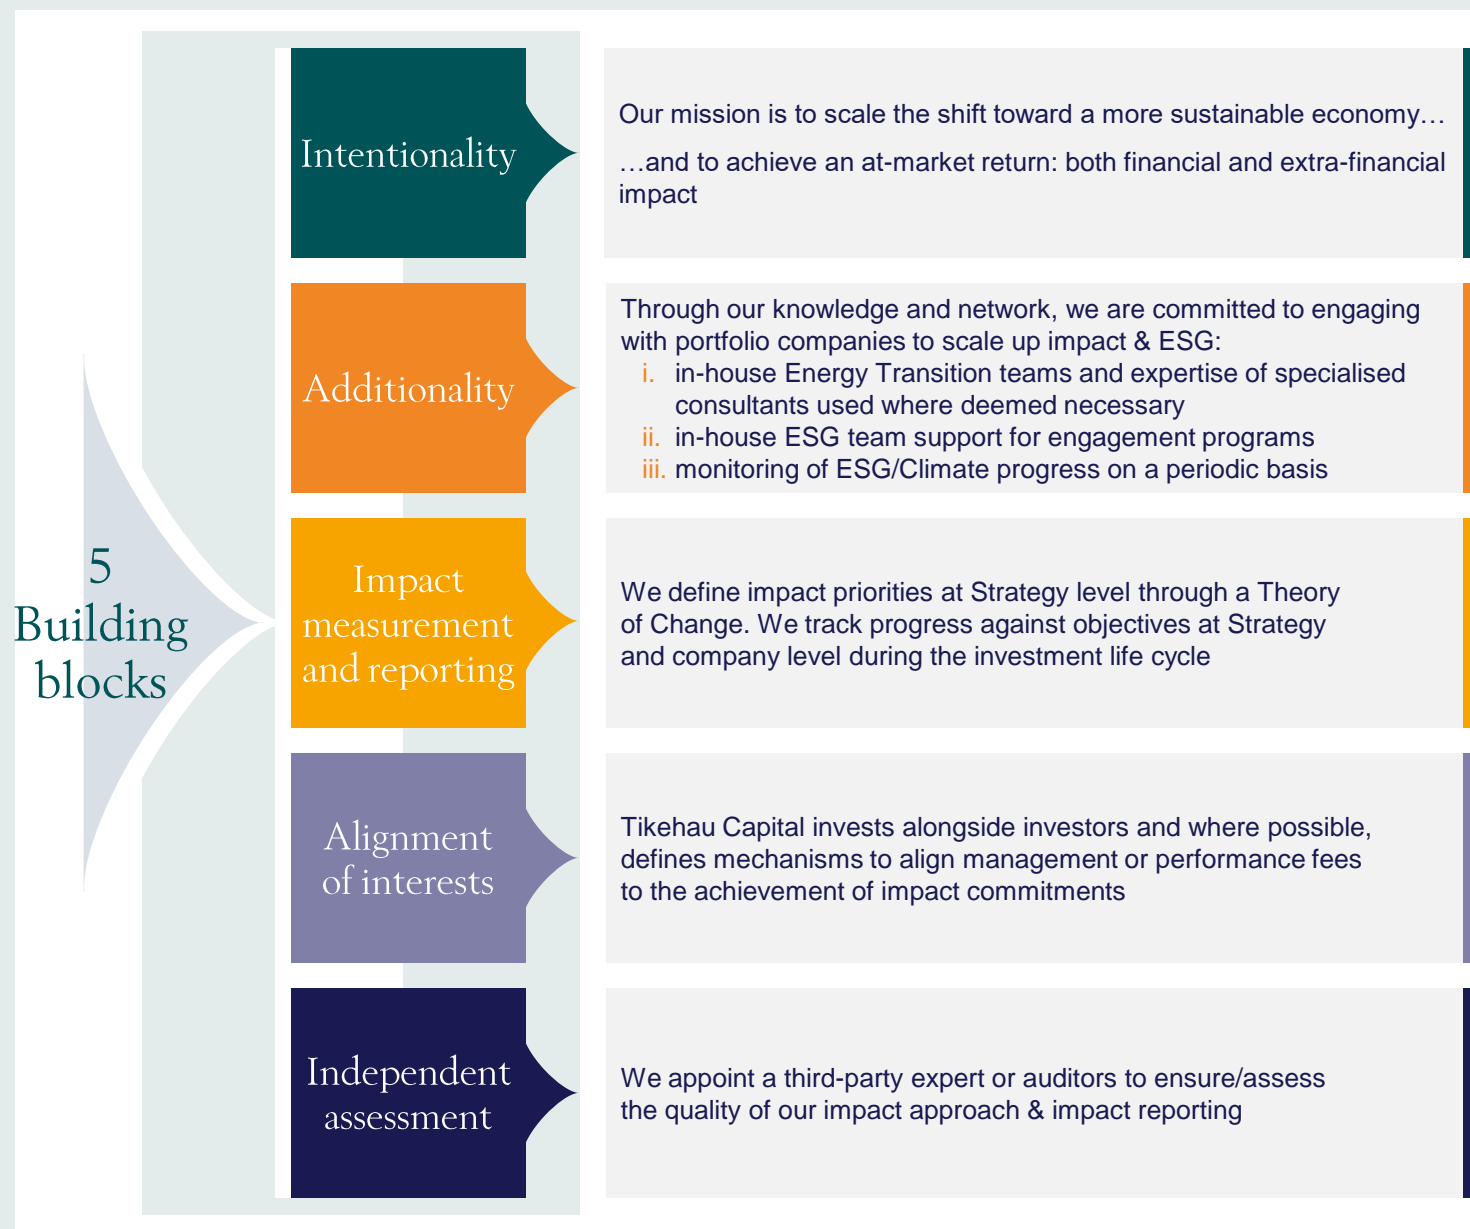 5
Building
blocks
Intentionality
Our mission is to scale the shift toward a more sustainable economy…
…and to achieve an at-market return: both financial and extra-financial
impact
Additionality
Through our knowledge and network, we are committed to engaging
with portfolio companies to scale up impact & ESG:
i. in-house Energy Transition teams and expertise of specialised
consultants used where deemed necessary
ii. in-house ESG team support for engagement programs
iii. monitoring of ESG/Climate progress on a periodic basis
Impact
measurement
and reporting
We define impact priorities at Strategy level through a Theory
of Change. We track progress against objectives at Strategy
and company level during the investment life cycle
Alignment
of interests
Tikehau Capital invests alongside investors and where possible,
defines mechanisms to align management or performance fees
to the achievement of impact commitments
Independent
assessment
We appoint a third-party expert or auditors to ensure/assess
the quality of our impact approach & impact reporting